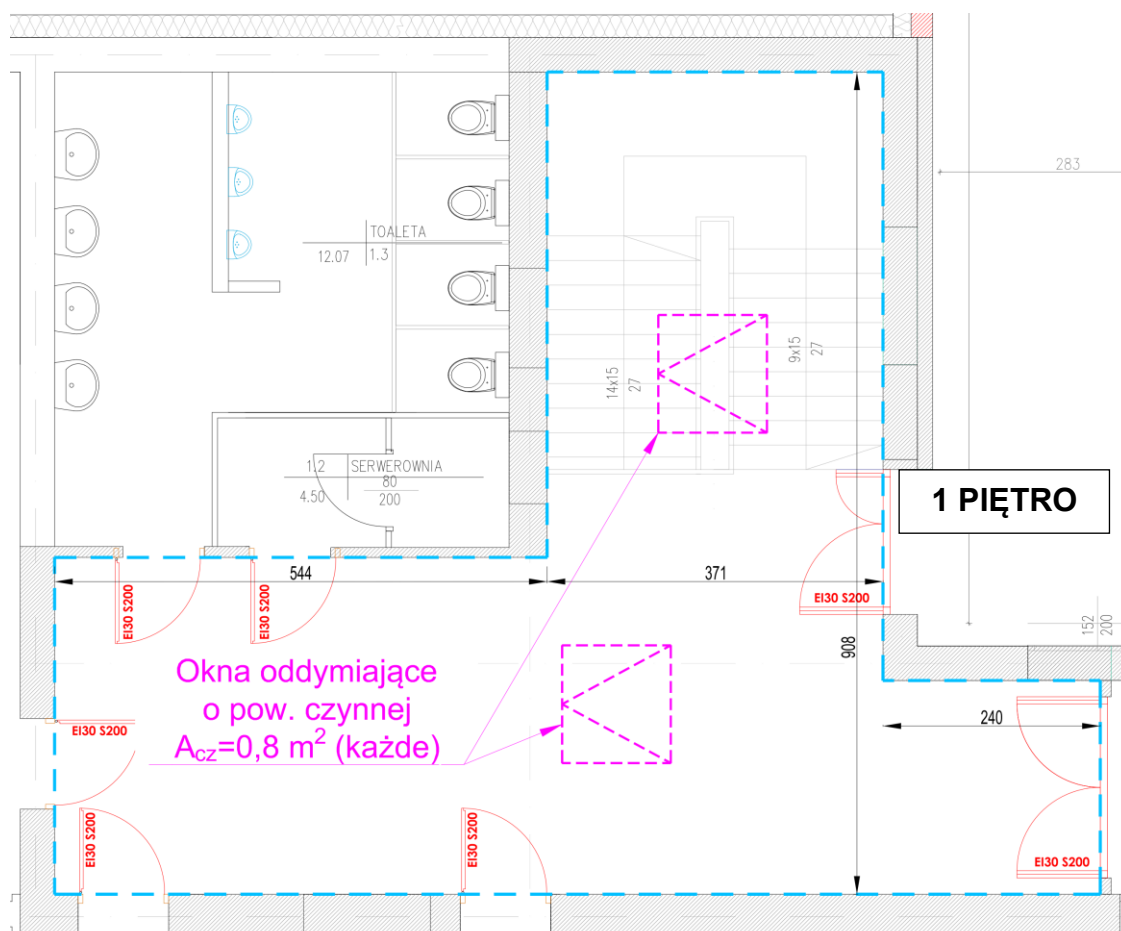 283
TOALETA
12.07 1.3
14x15
27
9x15
27
1.2 SERWEROWNIA
4.50 80
200
1 PIĘTRO
544
371
EI30 S200
EI30 S200
EI30 S200
908
152
200
Okna oddymiające
o pow. czynnej
A_cz=0,8 m² (każde)
240
EI30 S200
EI30 S200
EI30 S200
EI30 S200